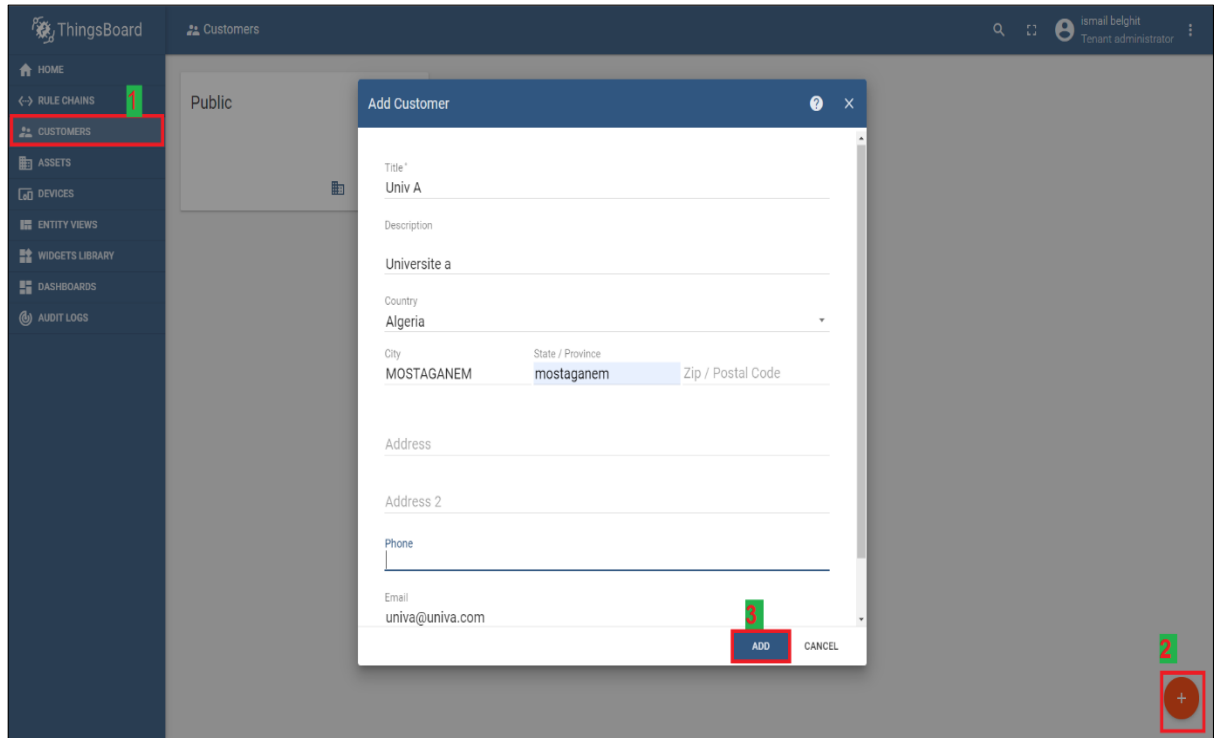 ThingsBoard
Customers
ismail belghit
Tenant administrator
HOME
RULE CHAINS
1
CUSTOMERS
ASSETS
DEVICES
ENTITY VIEWS
WIDGETS LIBRARY
DASHBOARDS
AUDIT LOGS
Public
Add Customer
Title*
Univ A
Description
Universite a
Country
Algeria
City State / Province
MOSTAGANEM mostaganem Zip / Postal Code
Address
Address 2
Phone
Email
univa@univa.com
3
ADD CANCEL
2